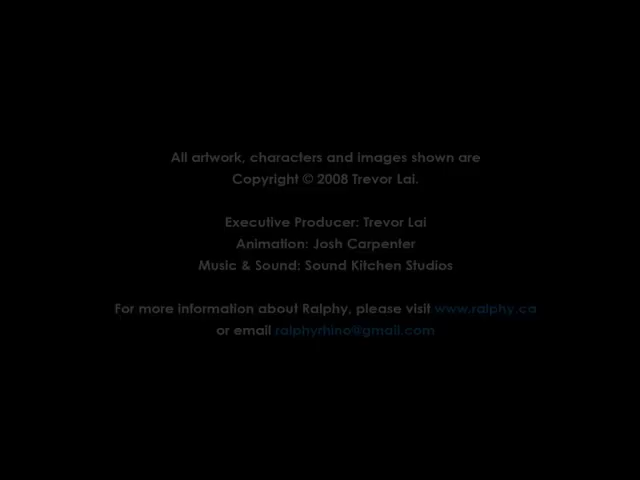 All artwork, characters and images shown are
Copyright © 2008 Trevor Lai.
Executive Producer: Trevor Lai
Animation: Josh Carpenter
Music & Sound: Sound Kitchen Studios
For more information about Ralphy, please visit www.ralphy.ca
or email ralphyrhino@gmail.com